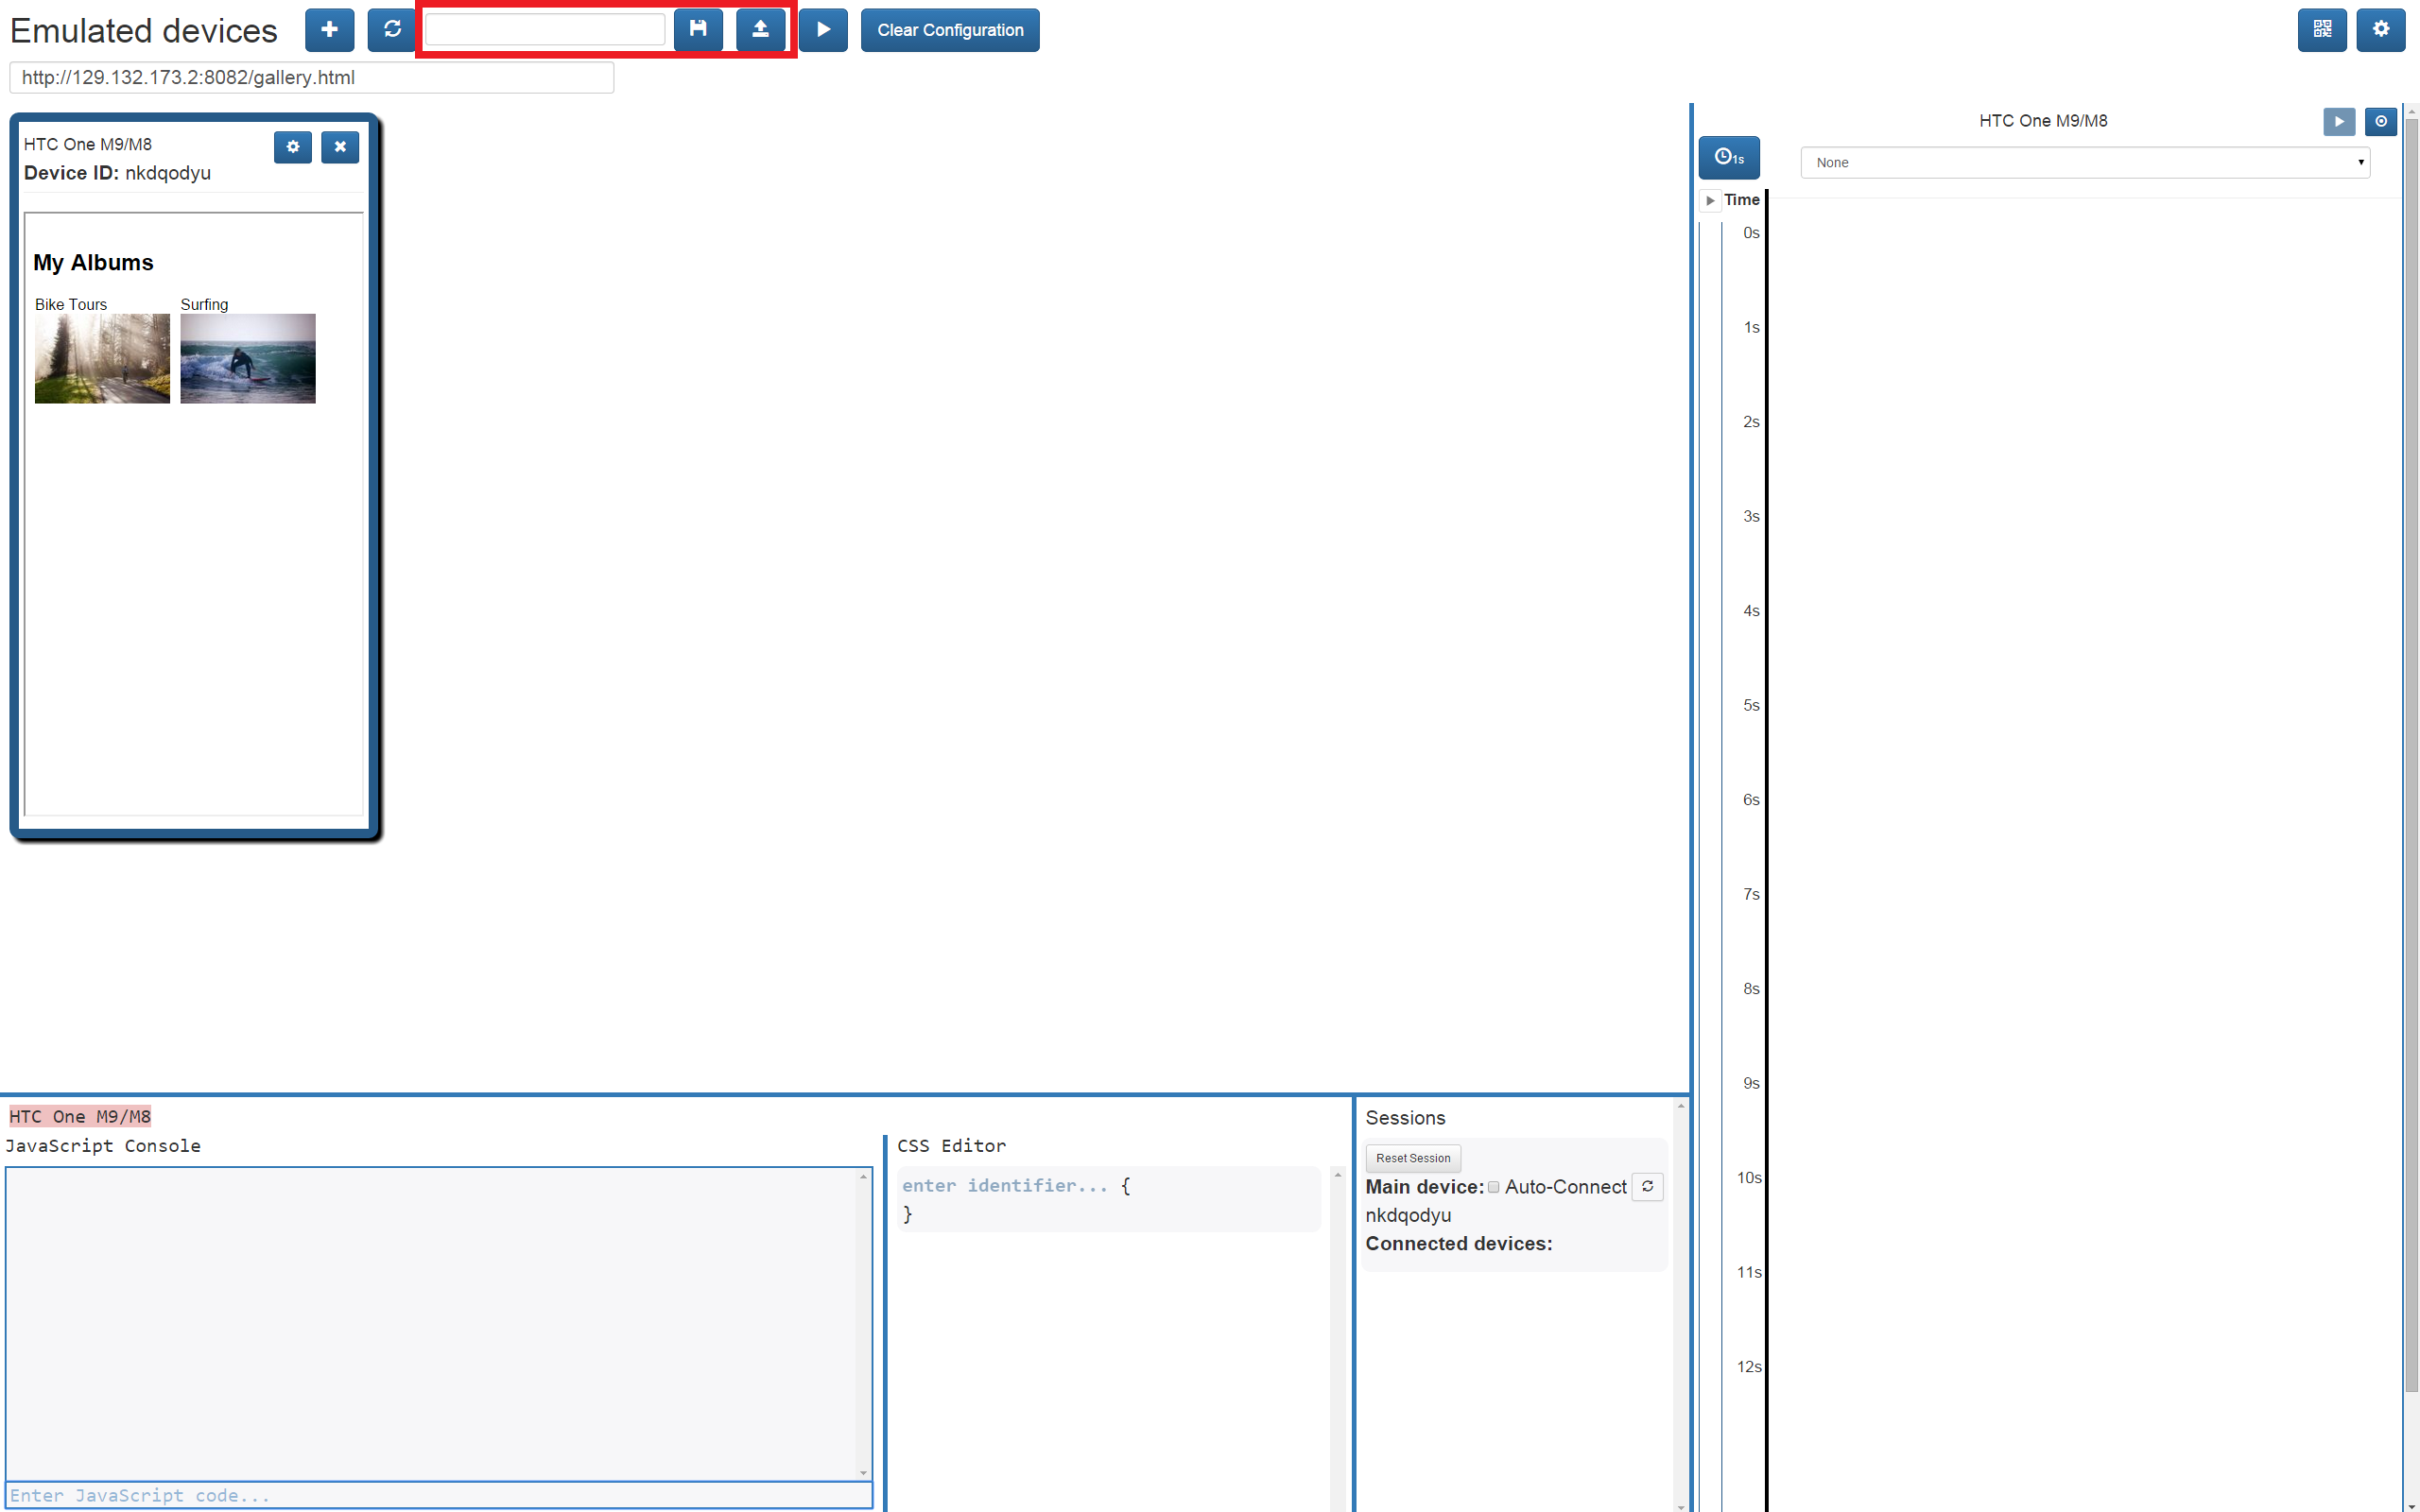 Emulated devices
Clear Configuration
http://129.132.173.2:8082/gallery.html
HTC One M9/M8
Device ID: nkdqodyu
My Albums
Bike Tours
Surfing
HTC One M9/M8
1s
None
Time
0s
1s
2s
3s
4s
5s
6s
7s
8s
9s
10s
11s
12s
HTC One M9/M8
JavaScript Console
Enter JavaScript code...
CSS Editor
enter identifier... {
}
Sessions
Reset Session
Main device: Auto-Connect
nkdqodyu
Connected devices: